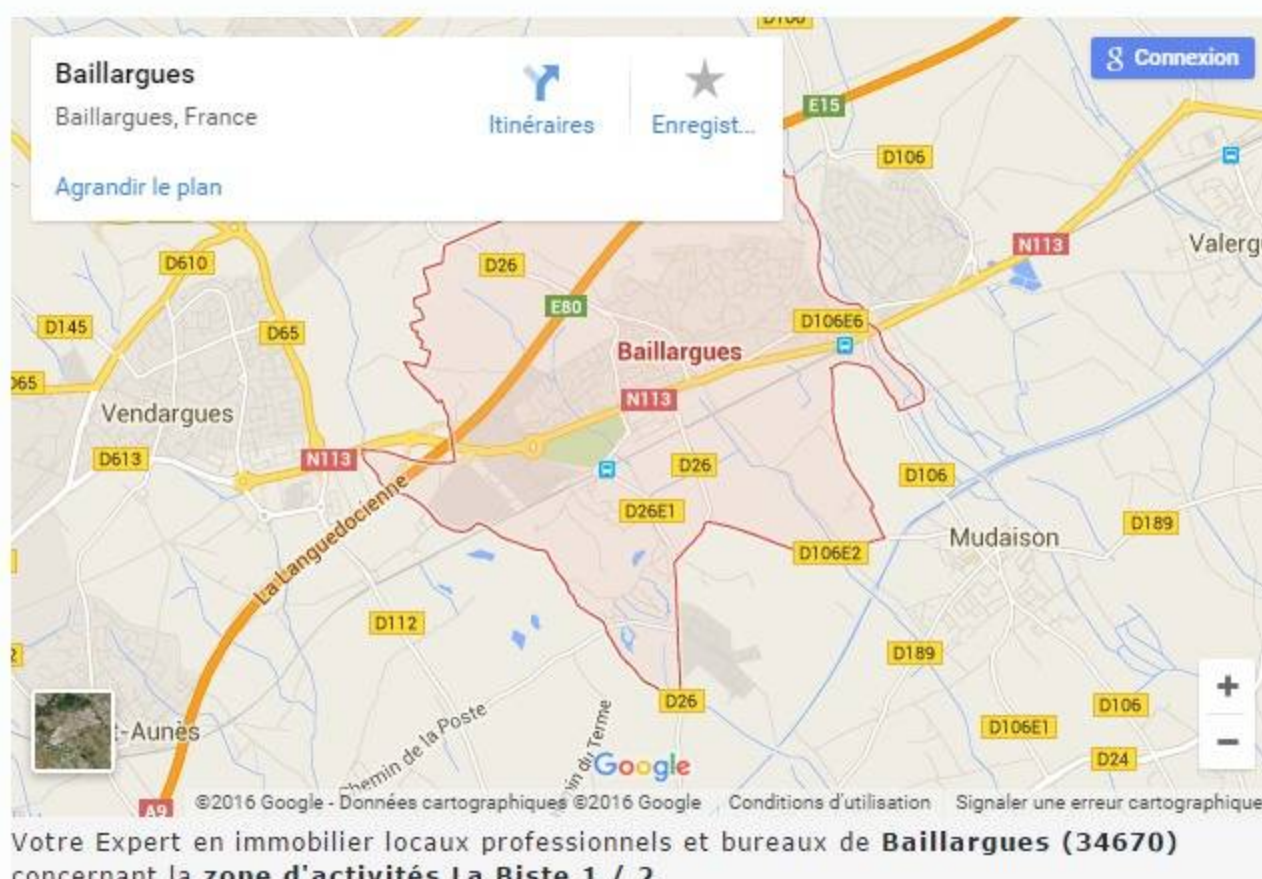 Baillargues
Baillargues, France
Itinéraires
Enregist...
Agrandir le plan
Connexion
E15
D106
N113
D610
D26
E80
D145
D65
D106E6
Baillargues
N113
Vendargues
D613
N113
D26
D106
D26E1
D189
Mudaison
D106E2
La Languedocienne
D112
D189
D26
D106
D106E1
D24
Chemin de la Poste
Google
A9
©2016 Google - Données cartographiques ©2016 Google
Conditions d'utilisation
Signaler une erreur cartographique
Votre Expert en immobilier locaux professionnels et bureaux de Baillargues (34670)
concernant la zone d'activités La Biste 1 / 2